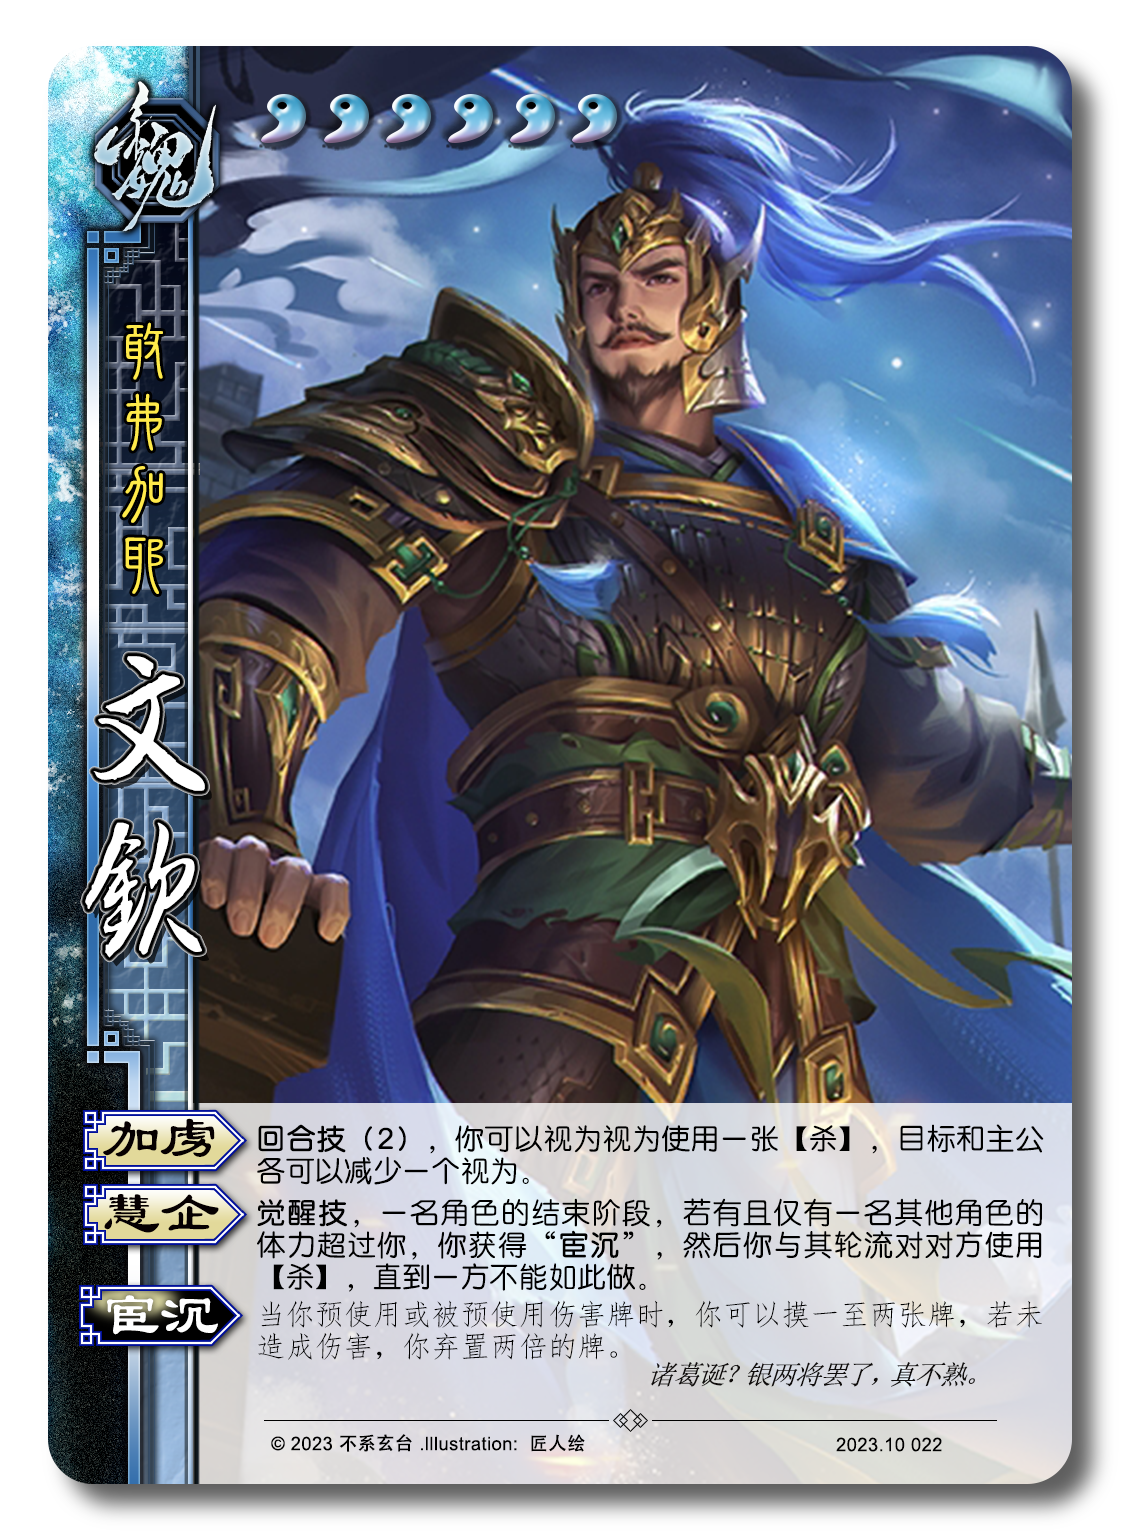 魏
敢弗加耶
文欽
加虏
回合技（2），你可以视为视为使用一张【杀】，目标和主公
各可以减少一个视为。
慧企
觉醒技，一名角色的结束阶段，若有且仅有一名其他角色的
体力超过你，你获得“宦沉”，然后你与其轮流对对方使用
【杀】，直到一方不能如此做。
宦沉
当你预使用或被预使用伤害牌时，你可以摸一至两张牌，若未
造成伤害，你弃置两倍的牌。
诸葛诞？银两将罢了，真不熟。
© 2023 不系玄台 .Illustration: 匠人绘
2023.10 022